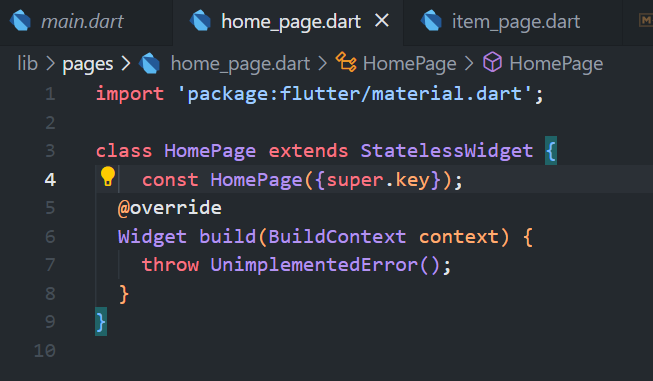 main.dart home_page.dart item_page.dart
lib > pages > home_page.dart > HomePage > HomePage
1 import 'package:flutter/material.dart';
2
3 class HomePage extends StatelessWidget {
4 const HomePage({super.key});
5 @override
6 Widget build(BuildContext context) {
7 throw UnimplementedError();
8 }
9 }
10